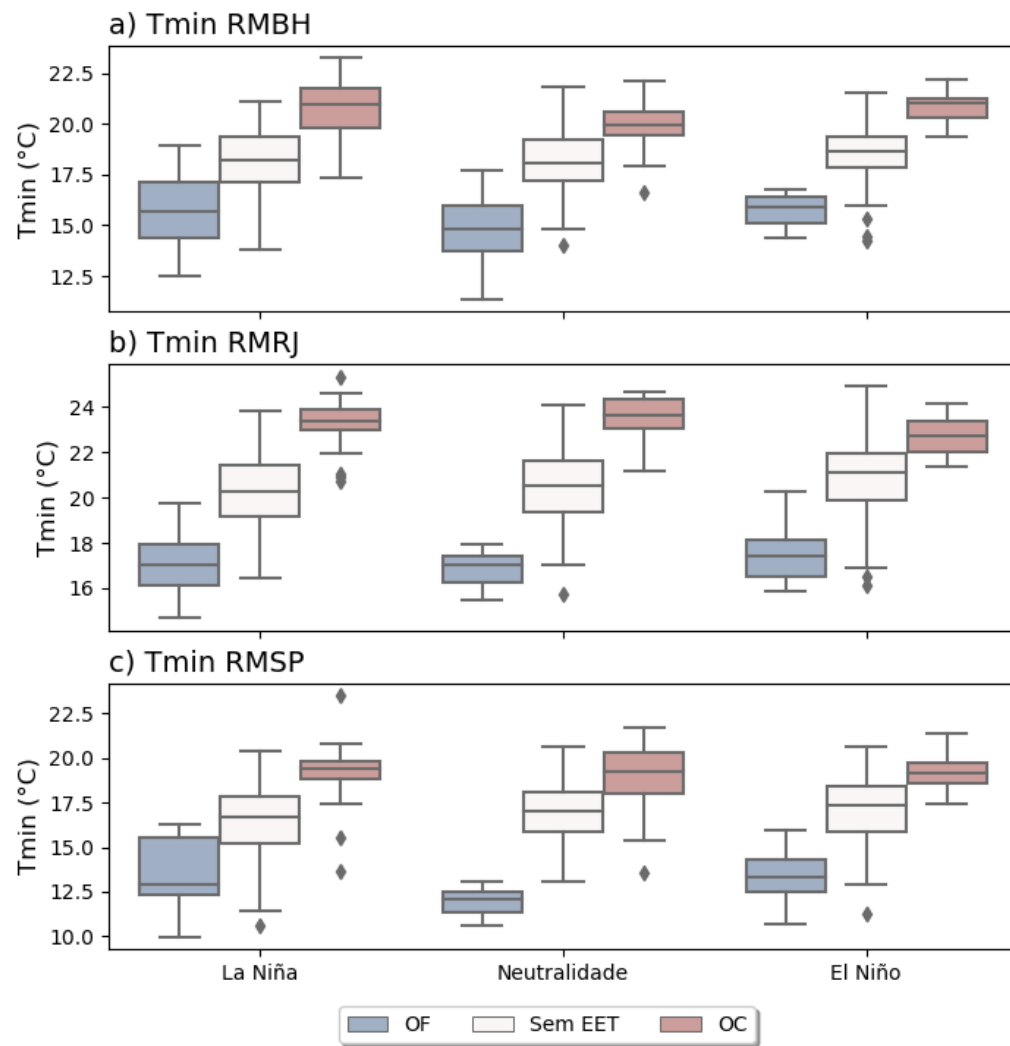 a) Tmin RMBH
Tmin (°C)
22.5
20.0
17.5
15.0
12.5
b) Tmin RMRJ
Tmin (°C)
24
22
20
18
16
c) Tmin RMSP
Tmin (°C)
22.5
20.0
17.5
15.0
12.5
10.0
La Niña Neutralidade El Niño
OF Sem EET OC